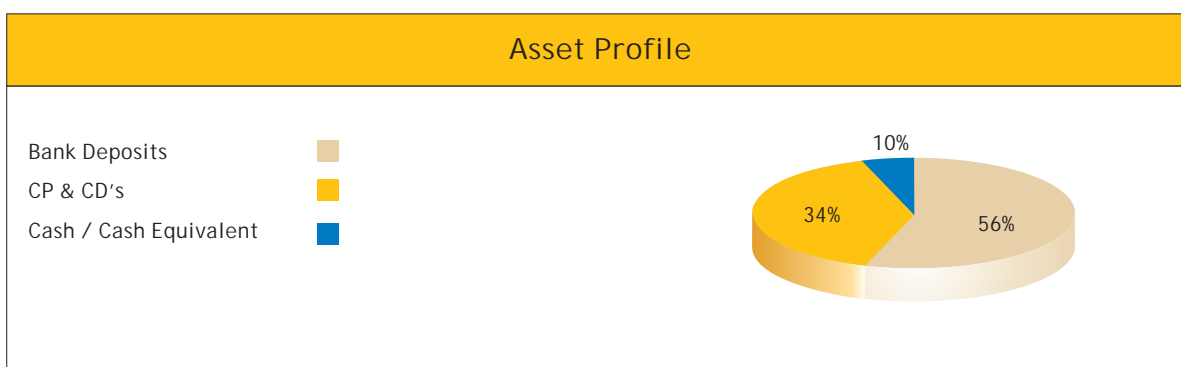 Asset Profile
Bank Deposits
CP & CD's
Cash / Cash Equivalent
10%
34%
56%